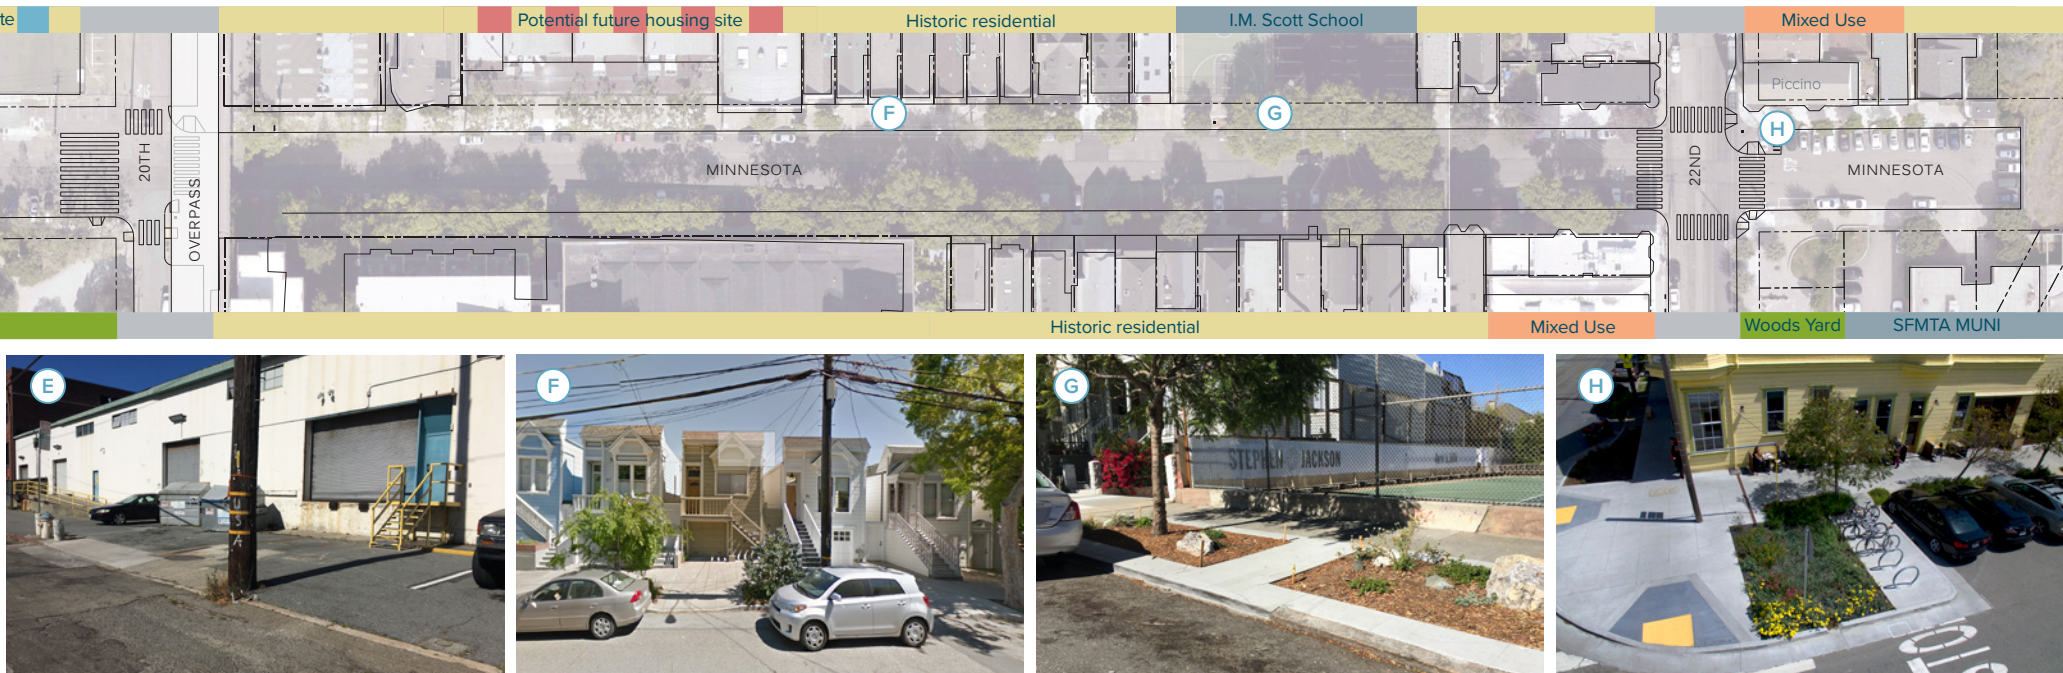 te
Potential future housing site
Historic residential
I.M. Scott School
Mixed Use
Piccino
F
G
H
20TH
OVERPASS
MINNESOTA
22ND
MINNESOTA
Historic residential
Mixed Use
Woods Yard
SFMTA MUNI
E
F
G
H
STEPHEN JACKSON